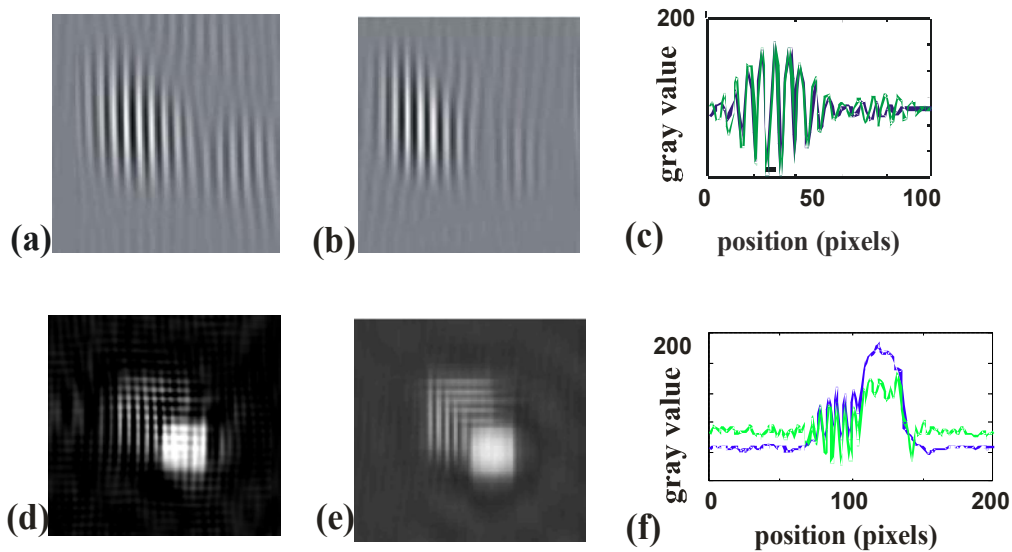 (a)
(b)
(c)
200
gray value
0 50 100
position (pixels)
(d)
(e)
(f)
200
gray value
0 100 200
position (pixels)